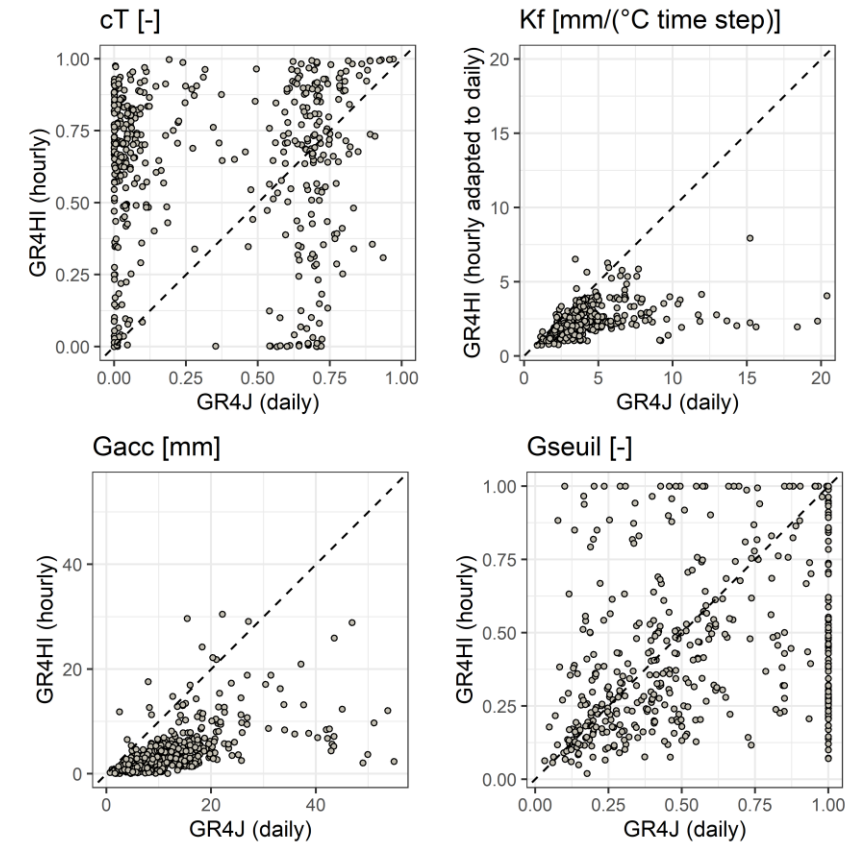 cT [-]
1.00
0.75
0.50
0.25
0.00
GR4HI (hourly)
0.00 0.25 0.50 0.75 1.00
GR4J (daily)
Kf [mm/(°C time step)]
20
15
10
5
0
GR4HI (hourly adapted to daily)
0 5 10 15 20
GR4J (daily)
Gacc [mm]
40
20
0
GR4HI (hourly)
0 20 40
GR4J (daily)
Gseuil [-]
1.00
0.75
0.50
0.25
0.00
GR4HI (hourly)
0.00 0.25 0.50 0.75 1.00
GR4J (daily)